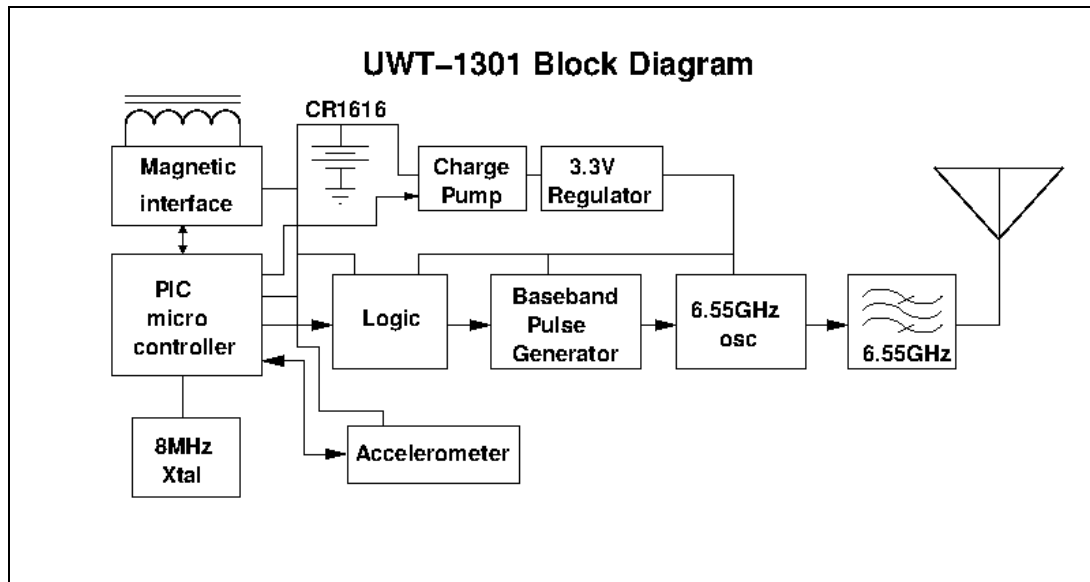 UWT–1301 Block Diagram
CR1616
Magnetic
interface
Charge
Pump
3.3V
Regulator
PIC
micro
controller
Logic
Baseband
Pulse
Generator
6.55GHz
osc
6.55GHz
8MHz
Xtal
Accelerometer